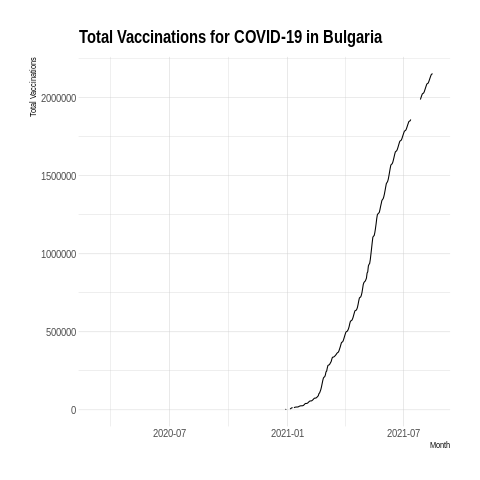 Total Vaccinations for COVID-19 in Bulgaria
Total Vaccinations
2000000
1500000
1000000
500000
0
2020-07
2021-01
2021-07
Month